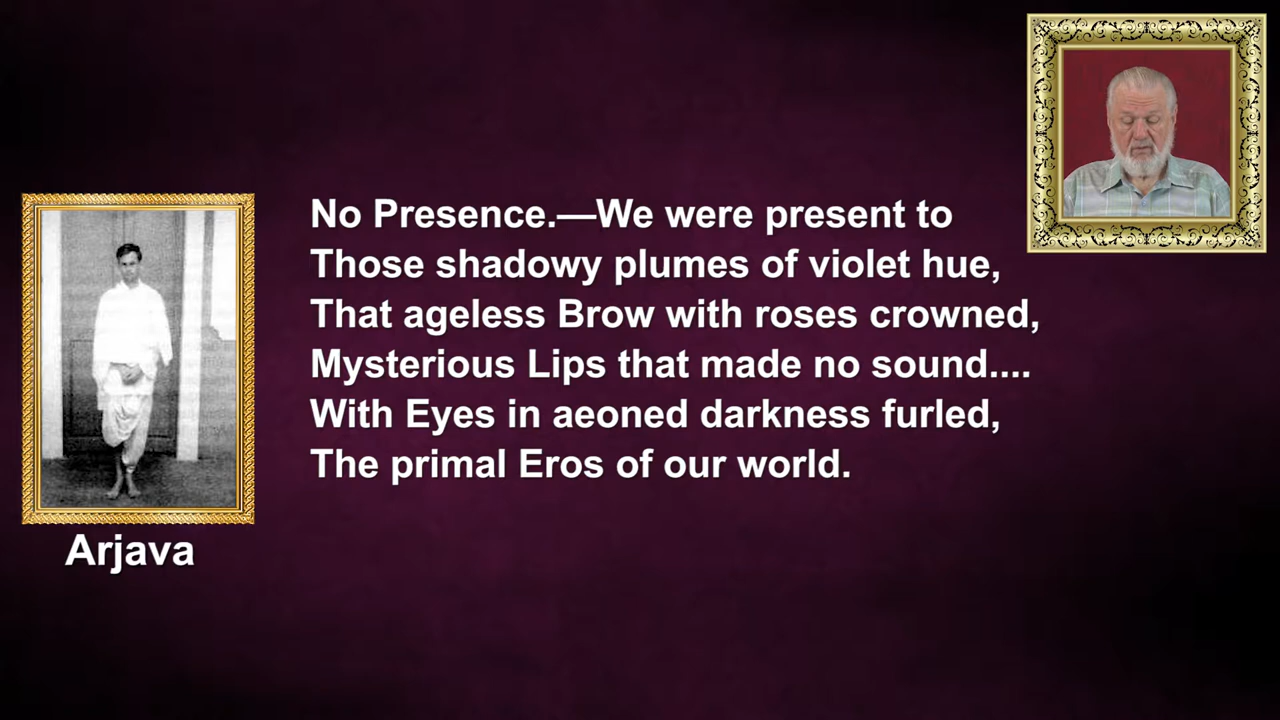 No Presence.—We were present to
Those shadowy plumes of violet hue,
That ageless Brow with roses crowned,
Mysterious Lips that made no sound....
With Eyes in aeoned darkness furled,
The primal Eros of our world.
Arjava